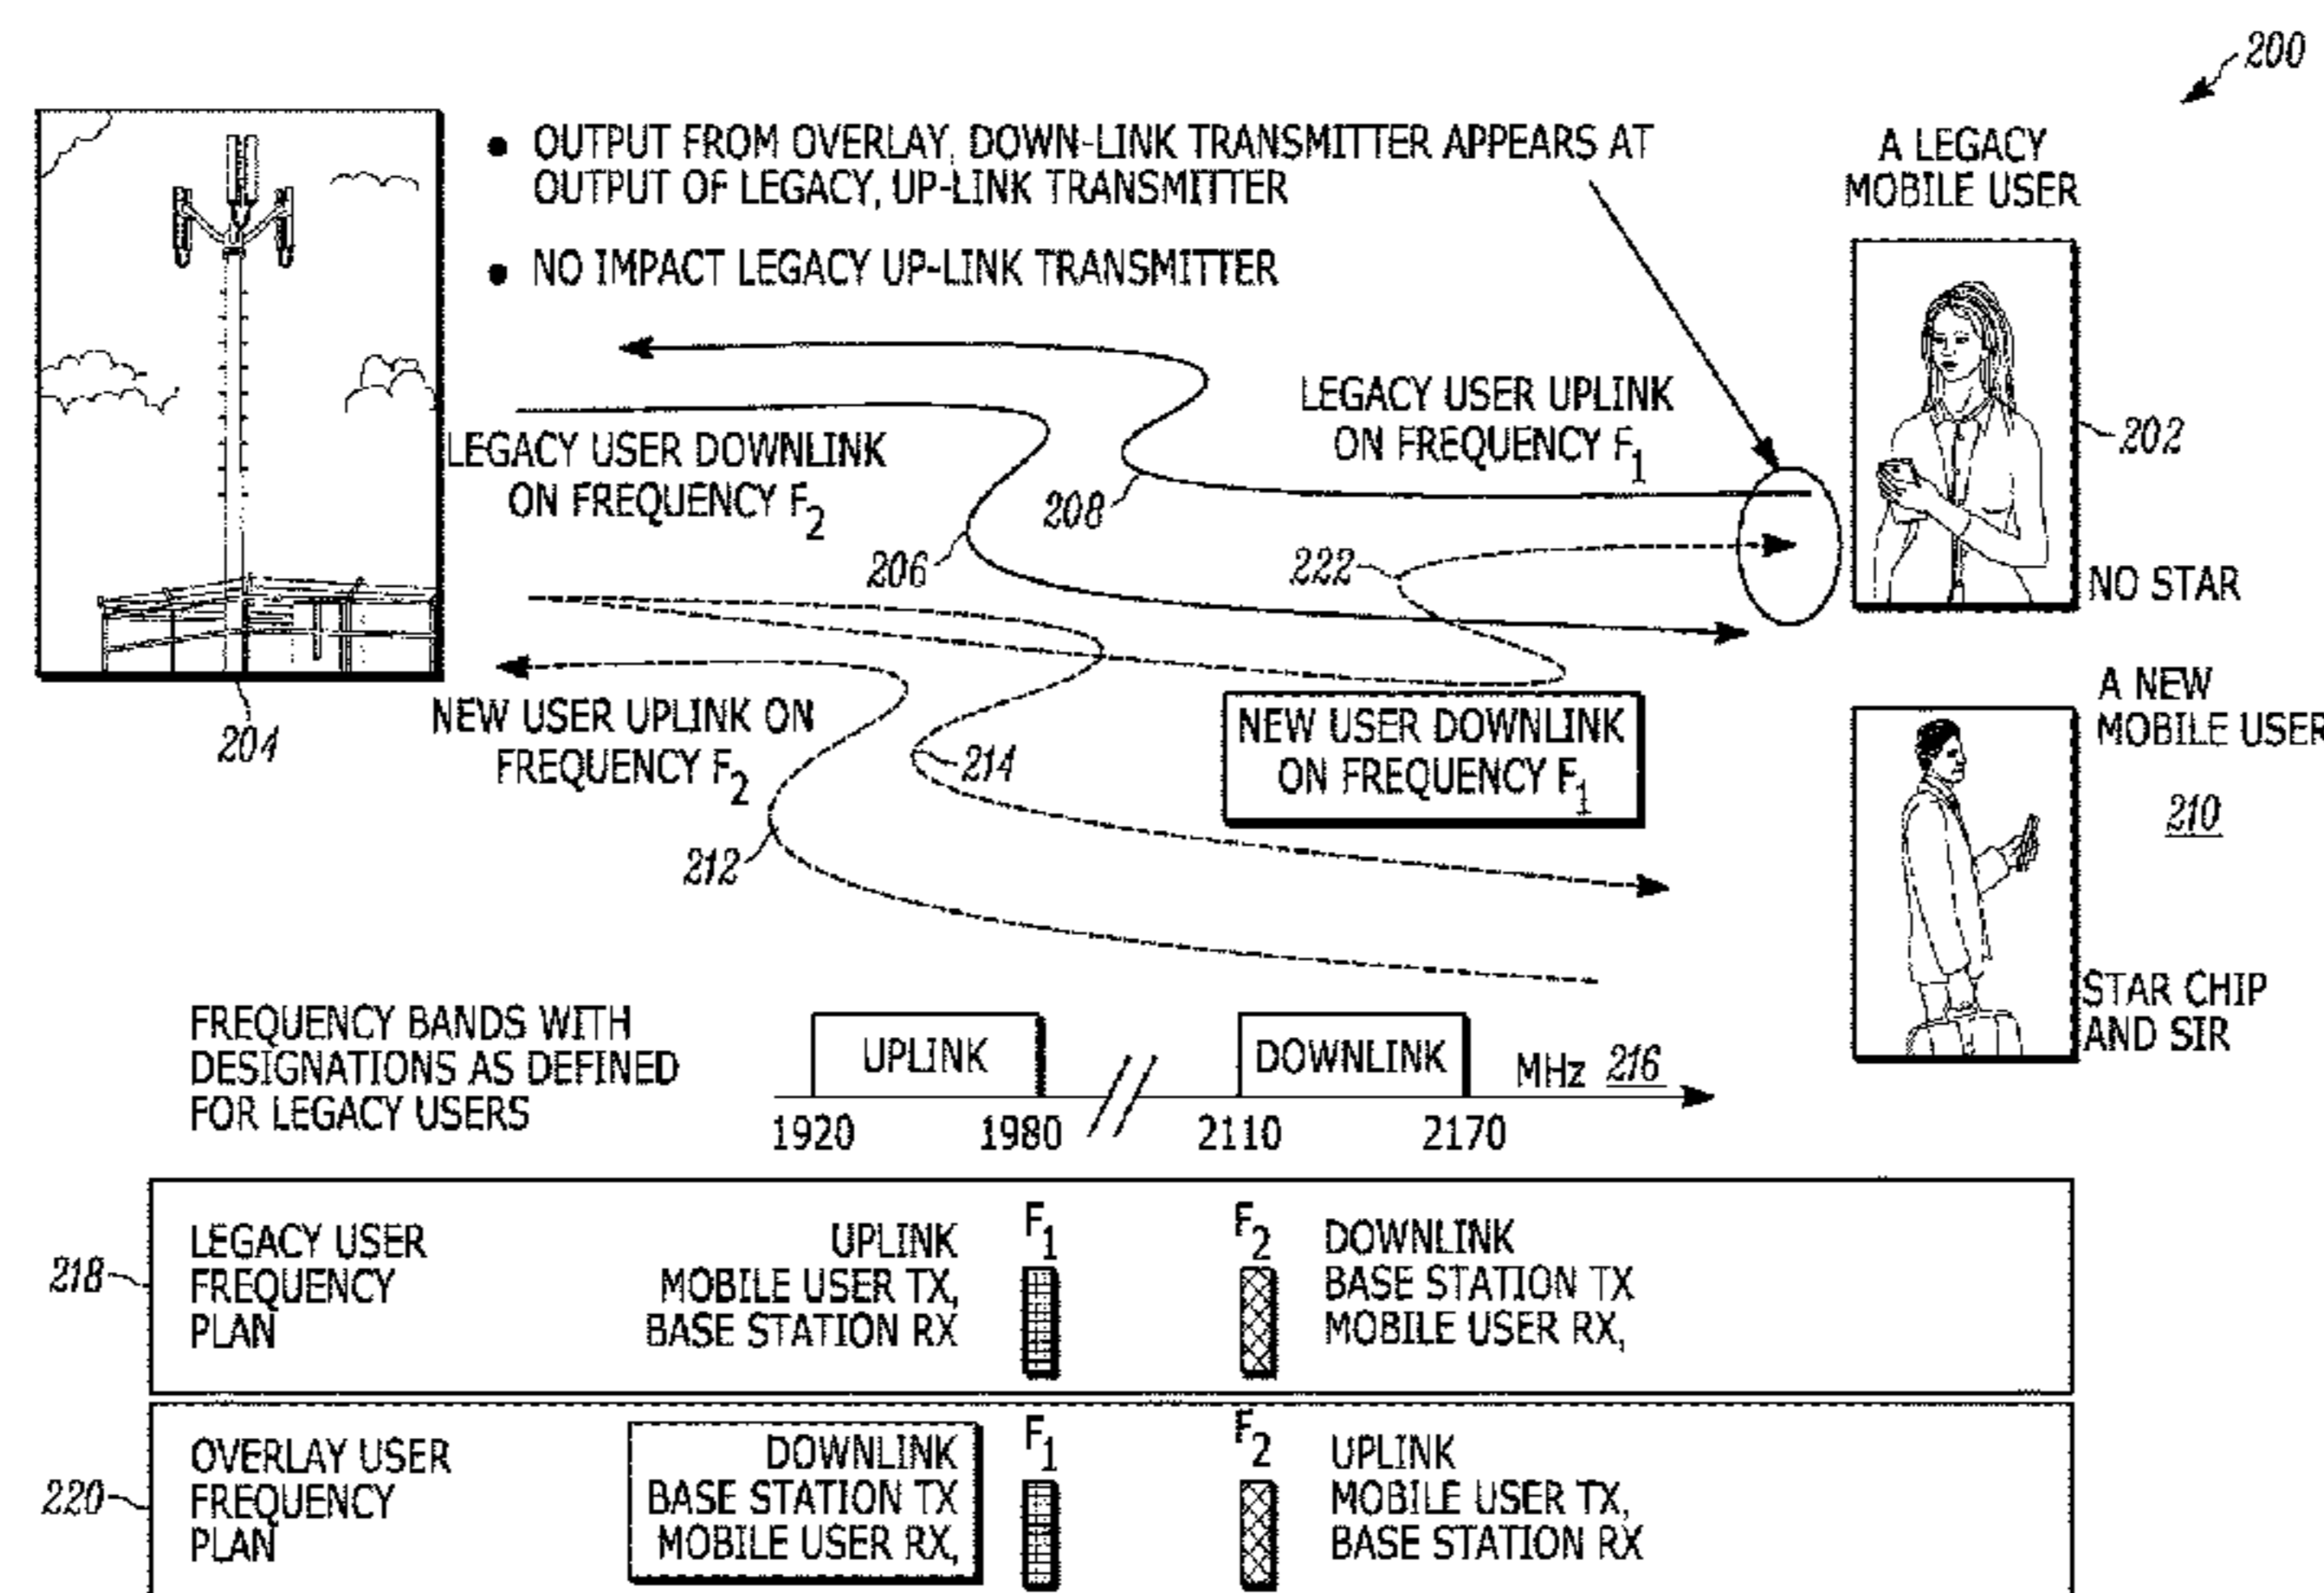 200
• OUTPUT FROM OVERLAY, DOWN-LINK TRANSMITTER APPEARS AT
OUTPUT OF LEGACY, UP-LINK TRANSMITTER
• NO IMPACT LEGACY UP-LINK TRANSMITTER
A LEGACY
MOBILE USER
LEGACY USER UPLINK
ON FREQUENCY F1
LEGACY USER DOWNLINK
ON FREQUENCY F2
202
208
206
222
NO STAR
204
NEW USER UPLINK ON
FREQUENCY F2
214
NEW USER DOWNLINK
ON FREQUENCY F1
A NEW
MOBILE USER
210
212
STAR CHIP
AND SIR
FREQUENCY BANDS WITH
DESIGNATIONS AS DEFINED
FOR LEGACY USERS
UPLINK
DOWNLINK
MHz 216
1920 1980 2110 2170
218
LEGACY USER
FREQUENCY
PLAN
UPLINK
MOBILE USER TX,
BASE STATION RX
F1
F2
DOWNLINK
BASE STATION TX
MOBILE USER RX,
220
OVERLAY USER
FREQUENCY
PLAN
DOWNLINK
BASE STATION TX
MOBILE USER RX,
F1
F2
UPLINK
MOBILE USER TX,
BASE STATION RX